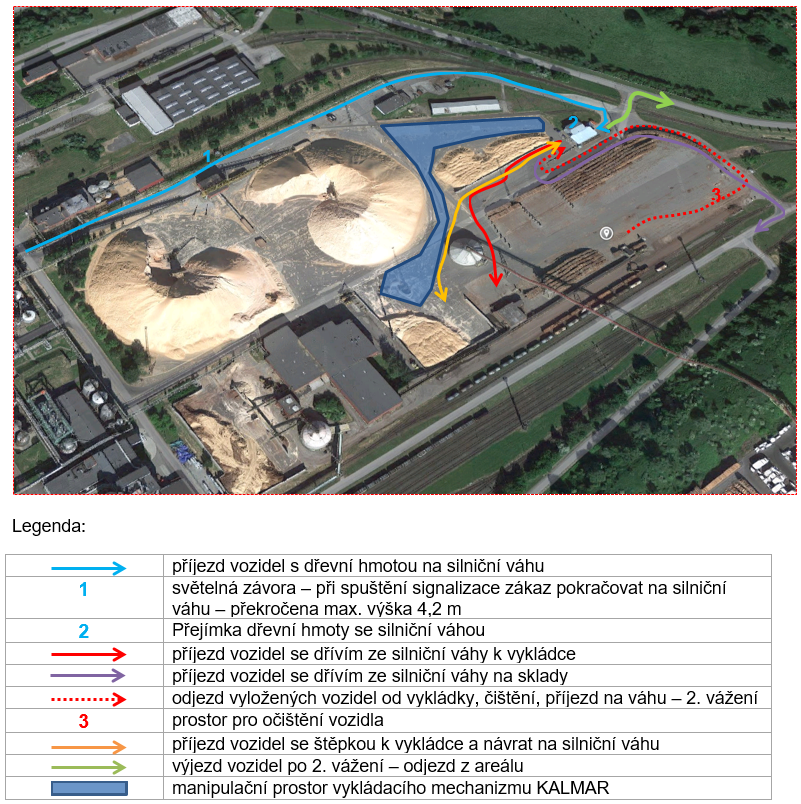 1
2
3
Legenda:
příjezd vozidel s dřevní hmotou na silniční váhu
1 světelná závora – při spuštění signalizace zákaz pokračovat na silniční
váhu – překročena max. výška 4,2 m
2 Přejímka dřevní hmoty se silniční váhou
příjezd vozidel se dřívím ze silniční váhy k vykládce
příjezd vozidel se dřívím ze silniční váhy na sklady
odjezd vyložených vozidel od vykládky, čištění, příjezd na váhu – 2. vážení
3 prostor pro očištění vozidla
příjezd vozidel se štěpkou k vykládce a návrat na silniční váhu
výjezd vozidel po 2. vážení – odjezd z areálu
manipulační prostor vykládacího mechanizmu KALMAR